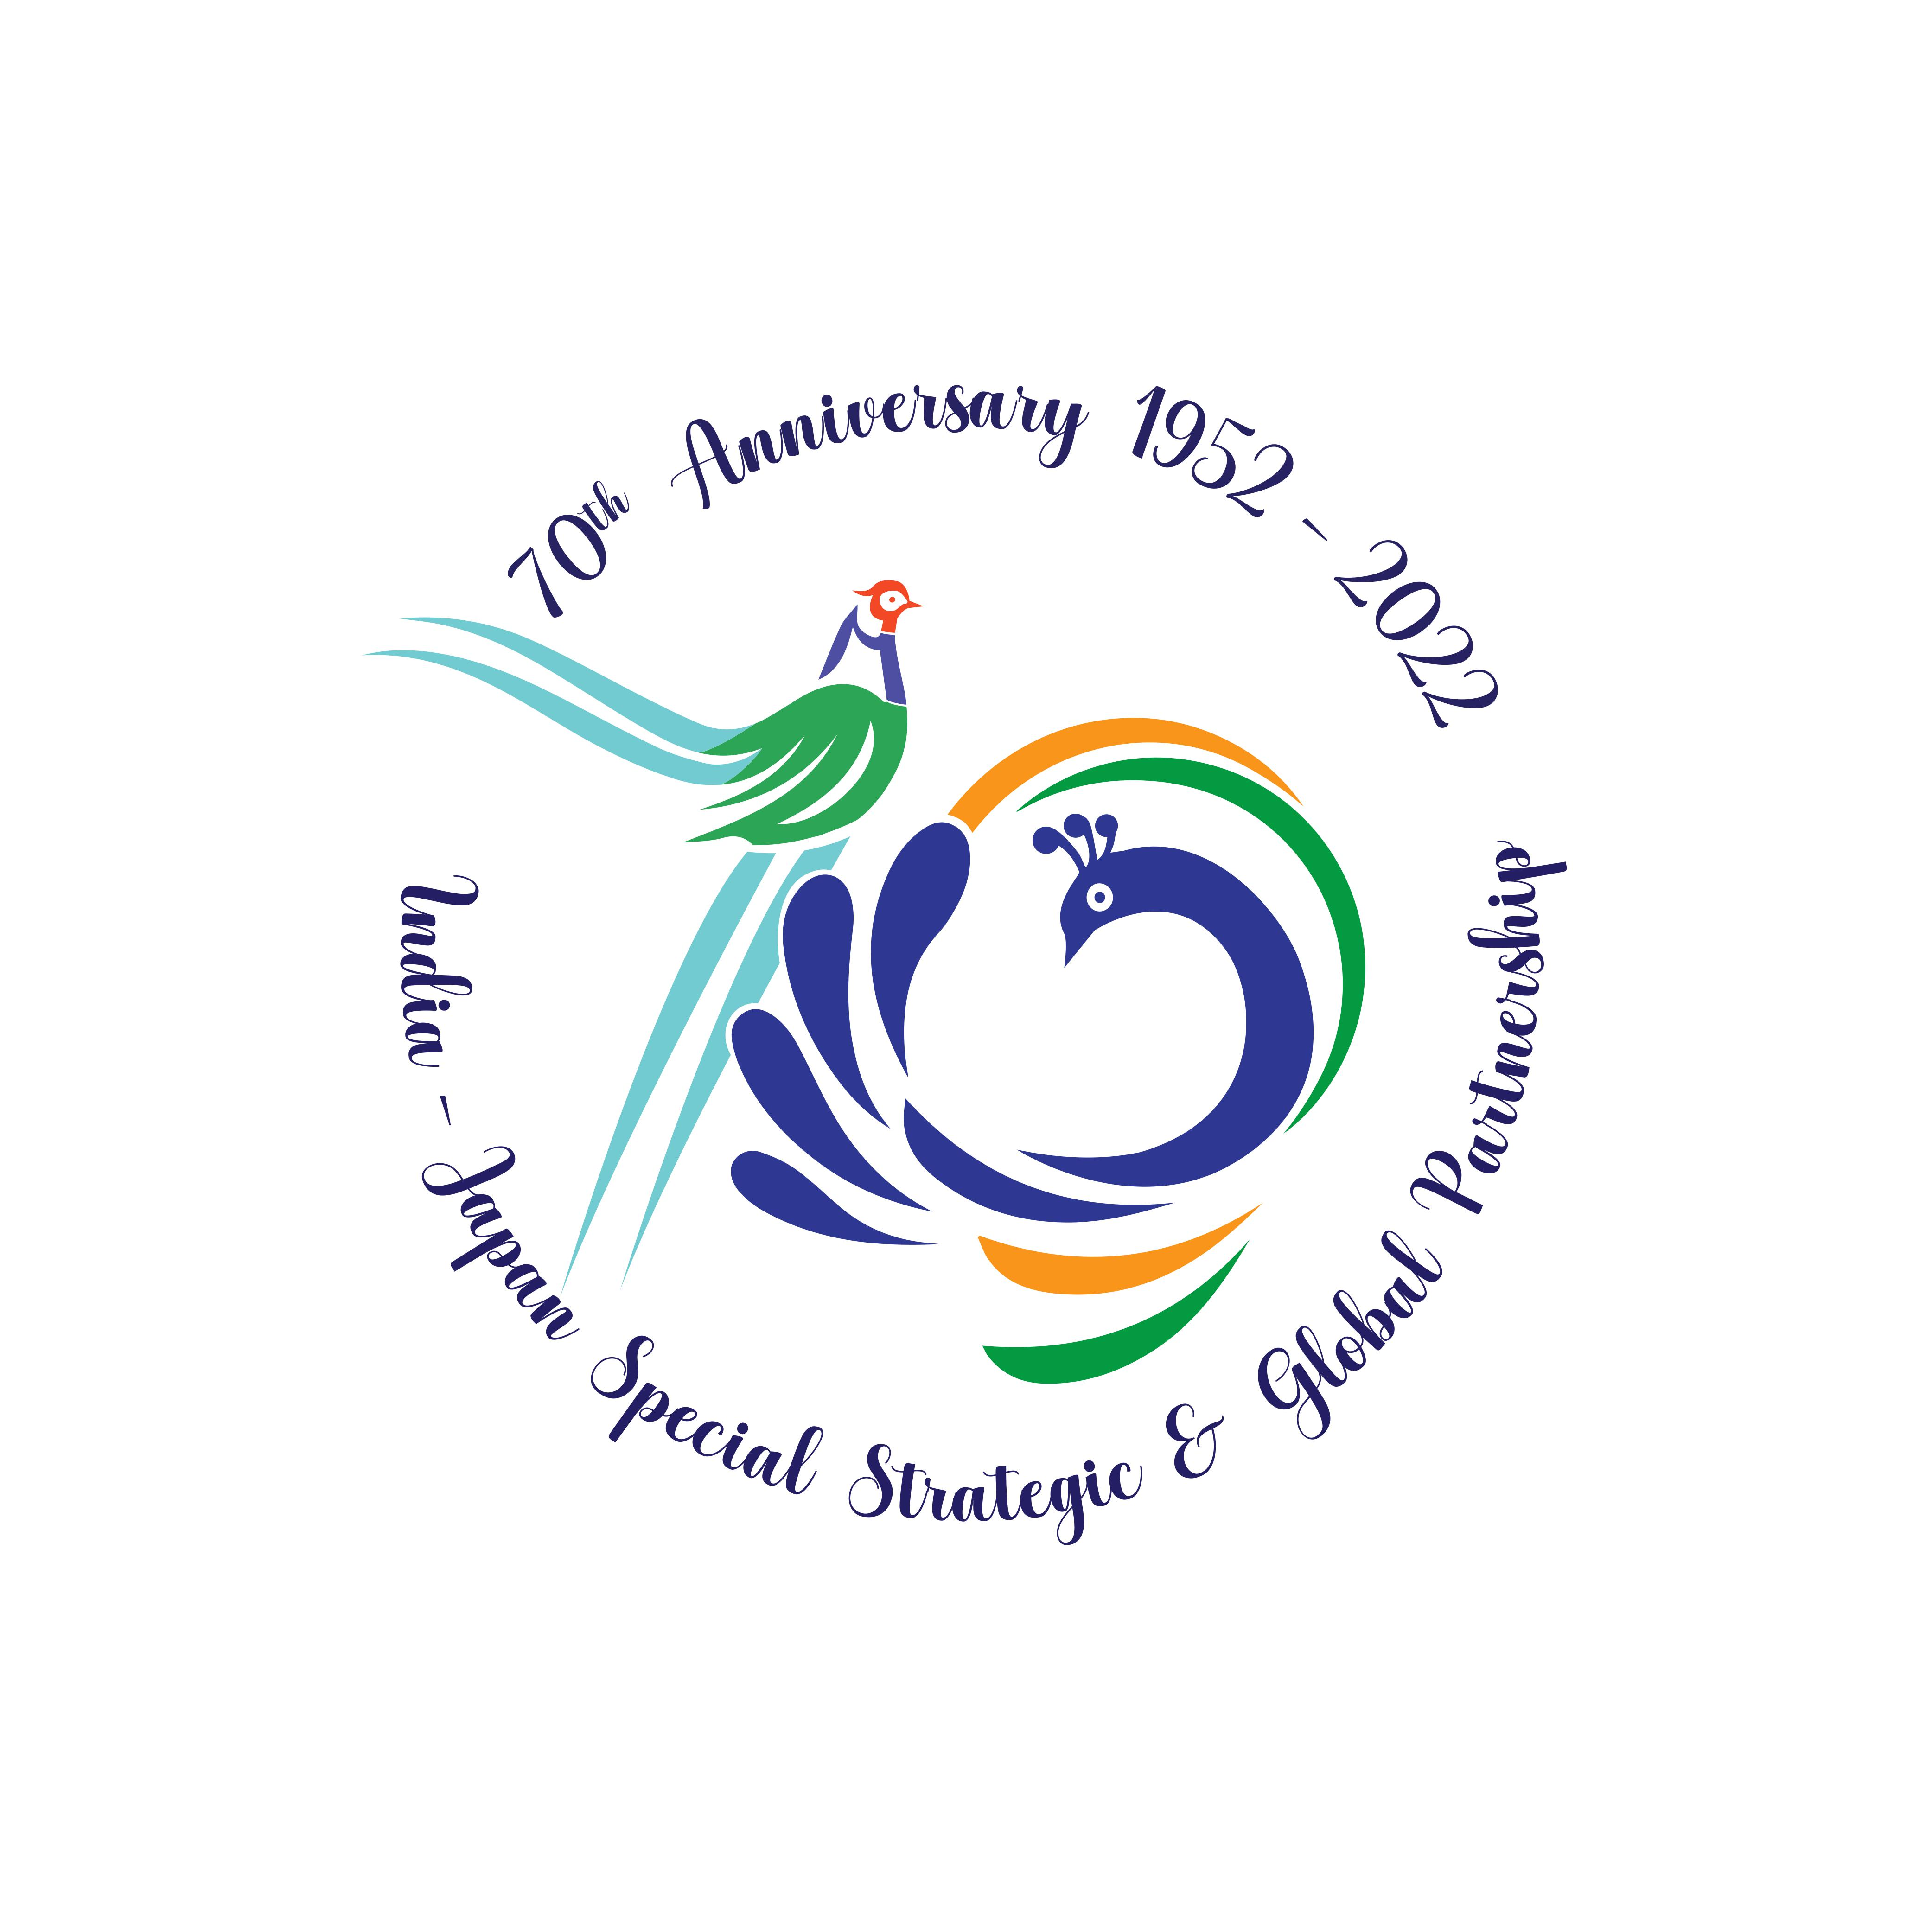 70th Anniversary 1952 - 2022
India - Japan Special Strategic & Global Partnership